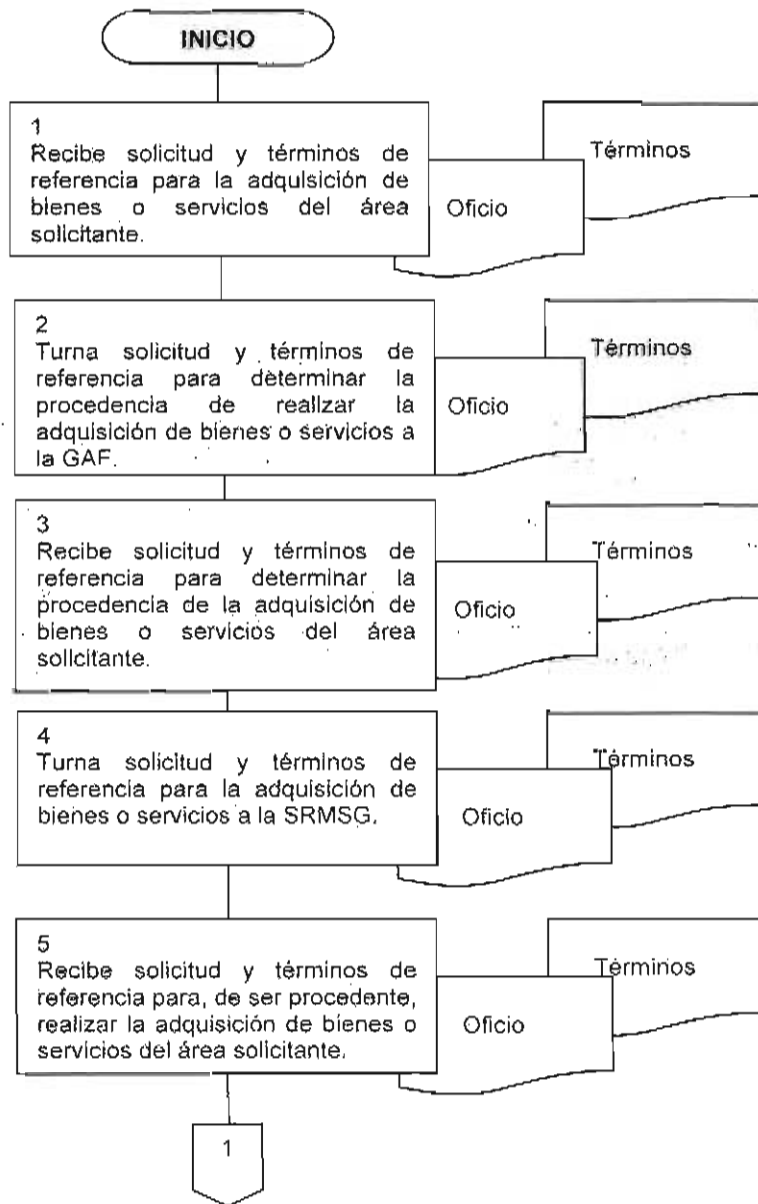 INICIO
1
Recibe solicitud y términos de
referencia para la adquisición de
bienes o servicios del área
solicitante.
Oficio
Términos
2
Turna solicitud y términos de
referencia para determinar la
procedencia de realizar la
adquisición de bienes o servicios a
la GAF.
Oficio
Términos
3
Recibe solicitud y términos de
referencia para determinar la
procedencia de la adquisición de
bienes o servicios del área
solicitante.
Oficio
Términos
4
Turna solicitud y términos de
referencia para la adquisición de
bienes o servicios a la SRMSG.
Oficio
Términos
5
Recibe solicitud y términos de
referencia para, de ser procedente,
realizar la adquisición de bienes o
servicios del área solicitante.
Oficio
Términos
1